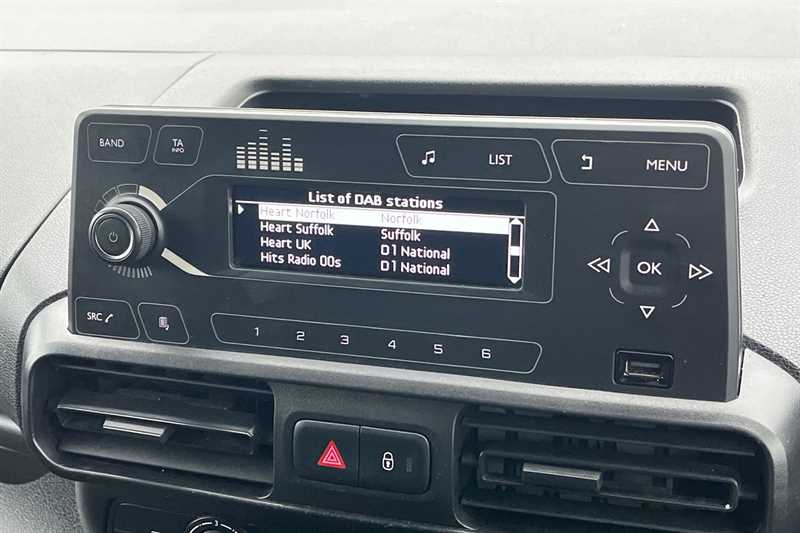 BAND
TA
INFO
LIST
MENU
List of DAB stations
Heart Norfolk Norfolk
Heart Suffolk Suffolk
Heart UK D1 National
Hits Radio 00s D1 National
OK
SRC
1 2 3 4 5 6